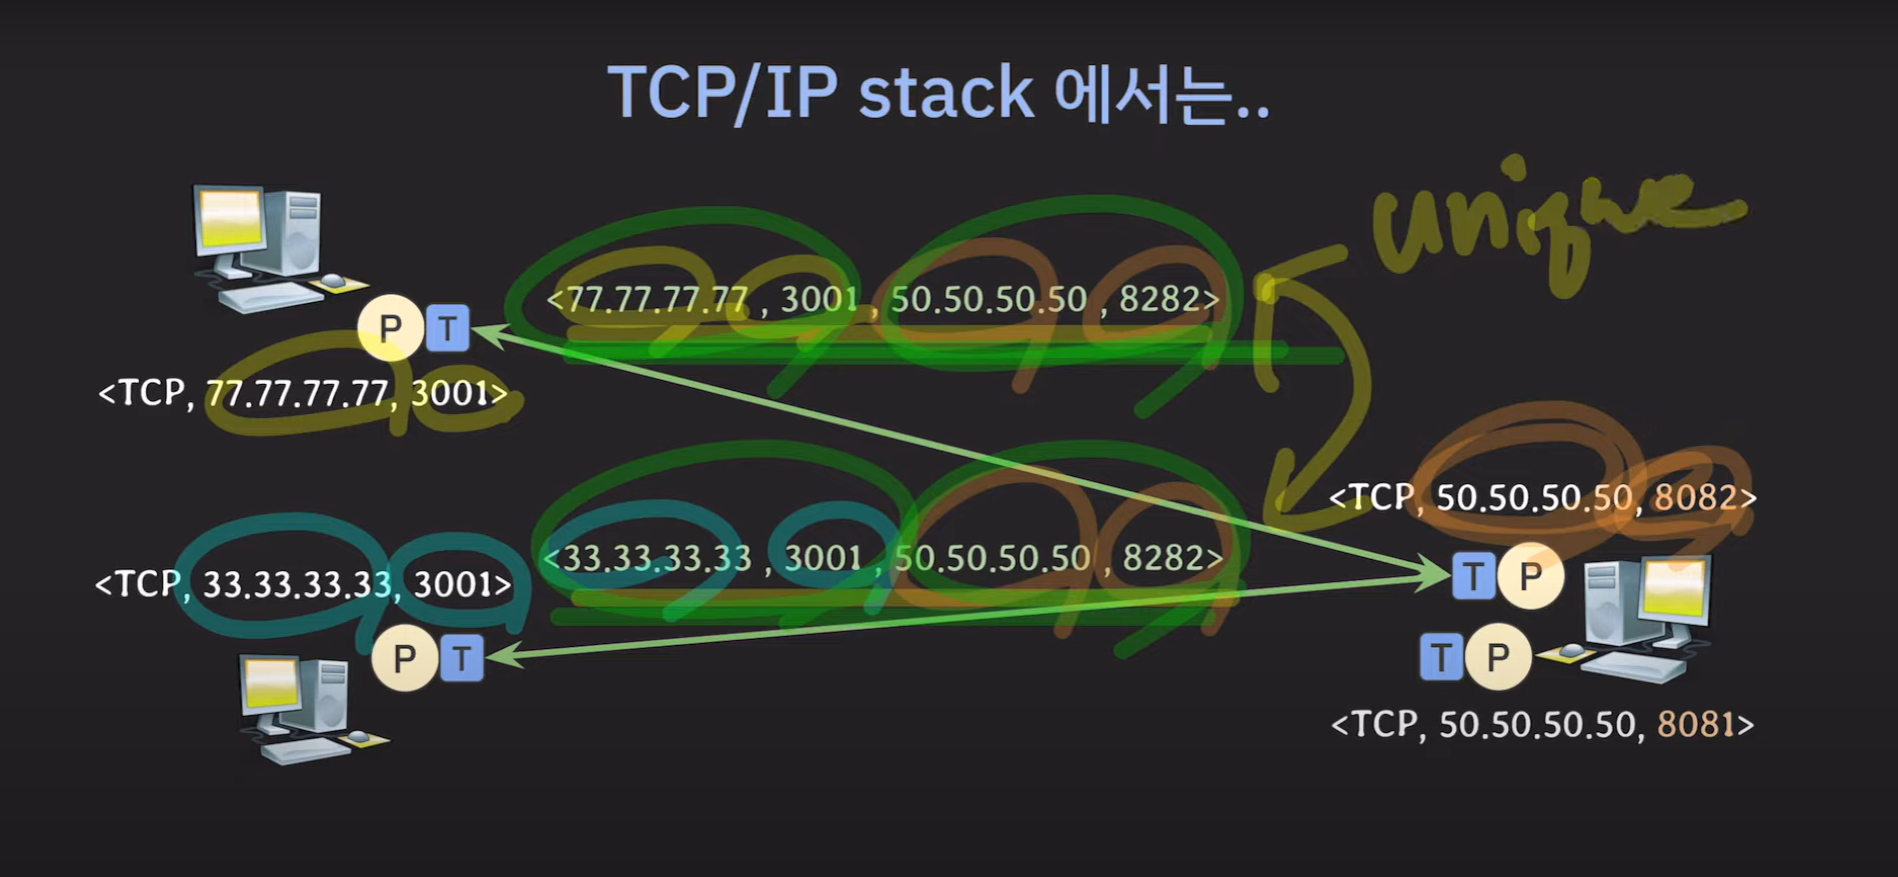 TCP/IP stack 에서는..
unique
<77.77.77.77 , 3001 , 50.50.50.50 , 8282>
P T
<TCP, 77.77.77.77, 3001>
<TCP, 50.50.50.50, 8082>
<33.33.33.33 , 3001 , 50.50.50.50 , 8282>
<TCP, 33.33.33.33, 3001>
T P
P T
T P
<TCP, 50.50.50.50, 8081>